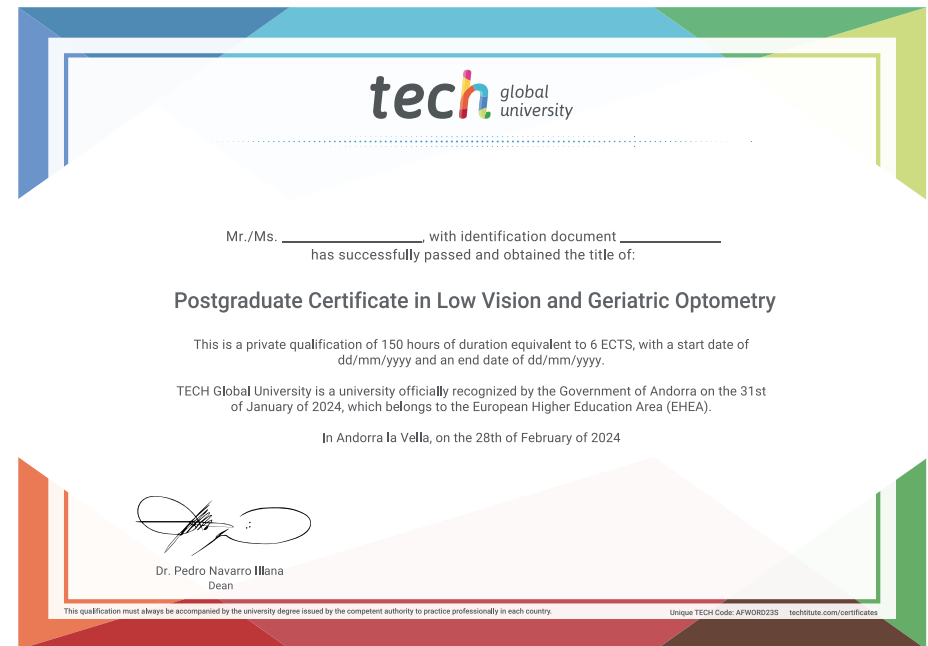 tech global
university
Mr./Ms. ____________, with identification document ____________
has successfully passed and obtained the title of:
Postgraduate Certificate in Low Vision and Geriatric Optometry
This is a private qualification of 150 hours of duration equivalent to 6 ECTS, with a start date of
dd/mm/yyyy and an end date of dd/mm/yyyy.
TECH Global University is a university officially recognized by the Government of Andorra on the 31st
of January of 2024, which belongs to the European Higher Education Area (EHEA).
In Andorra la Vella, on the 28th of February of 2024
Dr. Pedro Navarro Illana
Dean
This qualification must always be accompanied by the university degree issued by the competent authority to practice professionally in each country.
Unique TECH Code: AFWORD23S techtitute.com/certificates